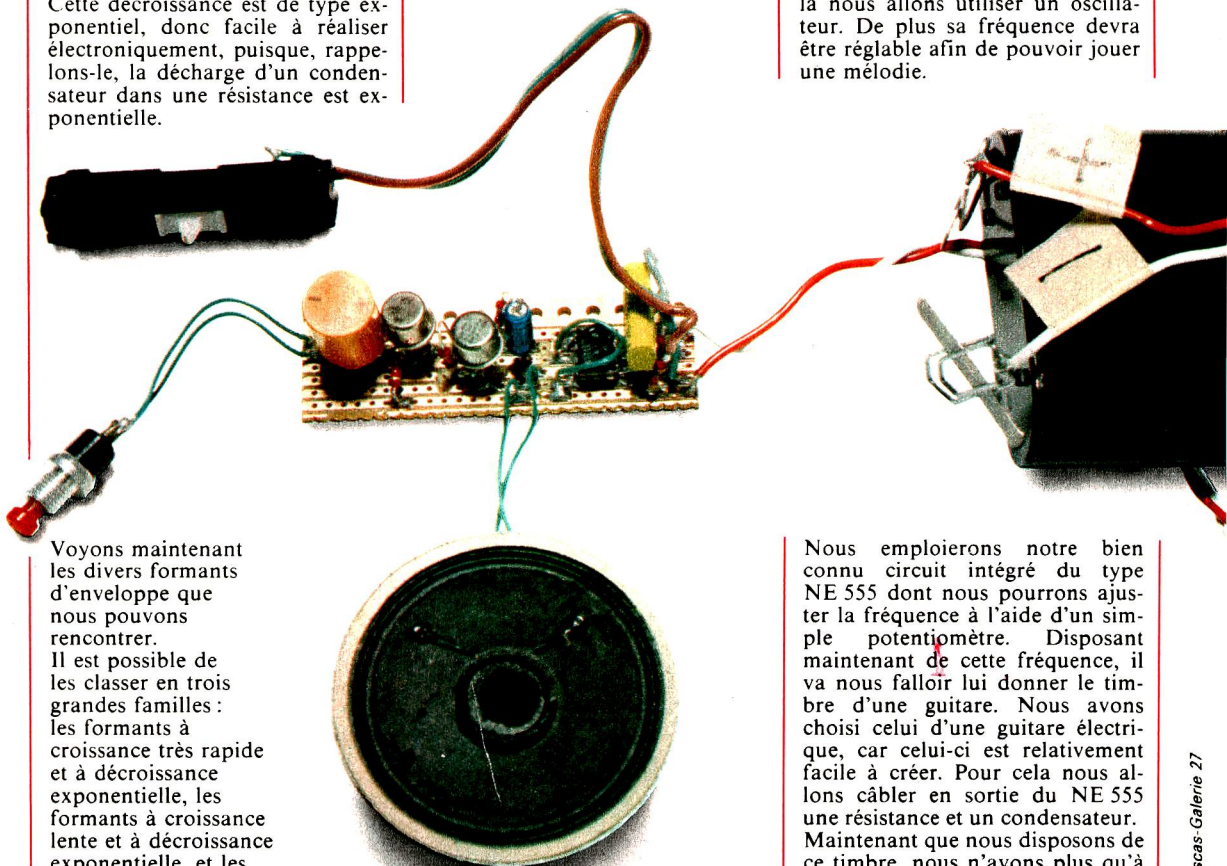 Cette décroissance est de type ex-
ponentiel, donc facile à réaliser
électroniquement, puisque, rappe-
lons-le, la décharge d'un conden-
sateur dans une résistance est ex-
ponentielle.
là nous allons utiliser un oscilla-
teur. De plus sa fréquence devra
être réglable afin de pouvoir jouer
une mélodie.
+
−
Voyons maintenant
les divers formants
d'enveloppe que
nous pouvons
rencontrer.
Il est possible de
les classer en trois
grandes familles :
les formants à
croissance très rapide
et à décroissance
exponentielle, les
formants à croissance
lente et à décroissance
exponentielle, et les
Nous emploierons notre bien
connu circuit intégré du type
NE 555 dont nous pourrons ajus-
ter la fréquence à l'aide d'un sim-
ple potentiomètre. Disposant
maintenant de cette fréquence, il
va nous falloir lui donner le tim-
bre d'une guitare. Nous avons
choisi celui d'une guitare électri-
que, car celui-ci est relativement
facile à créer. Pour cela nous al-
lons câbler en sortie du NE 555
une résistance et un condensateur.
Maintenant que nous disposons de
ce timbre, nous n'avons plus qu'à
Galerie 27